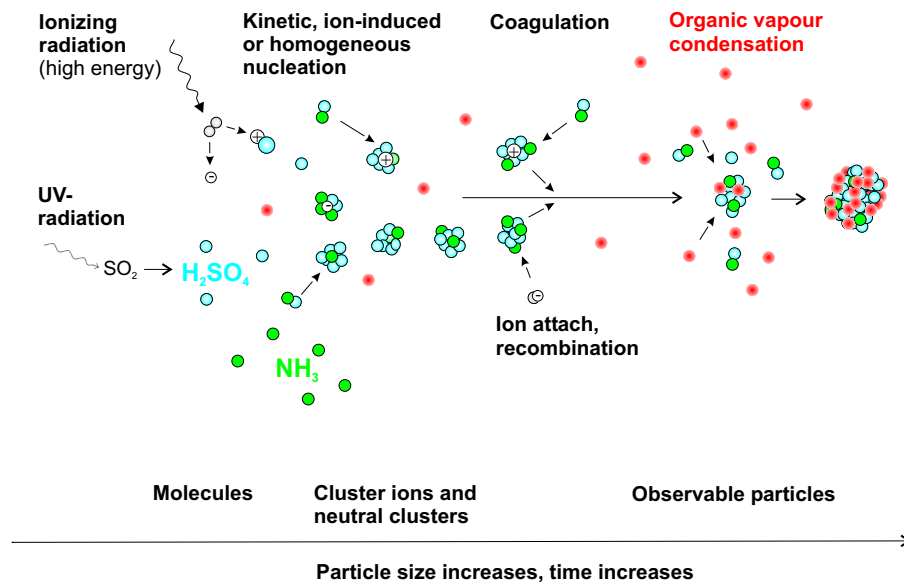 Ionizing
radiation
(high energy)
Kinetic, ion-induced
or homogeneous
nucleation
Coagulation
Organic vapour
condensation
+
-
+
-
+
UV-
radiation
SO₂
H₂SO₄
NH₃
-
Ion attach,
recombination
Molecules
Cluster ions and
neutral clusters
Observable particles
Particle size increases, time increases